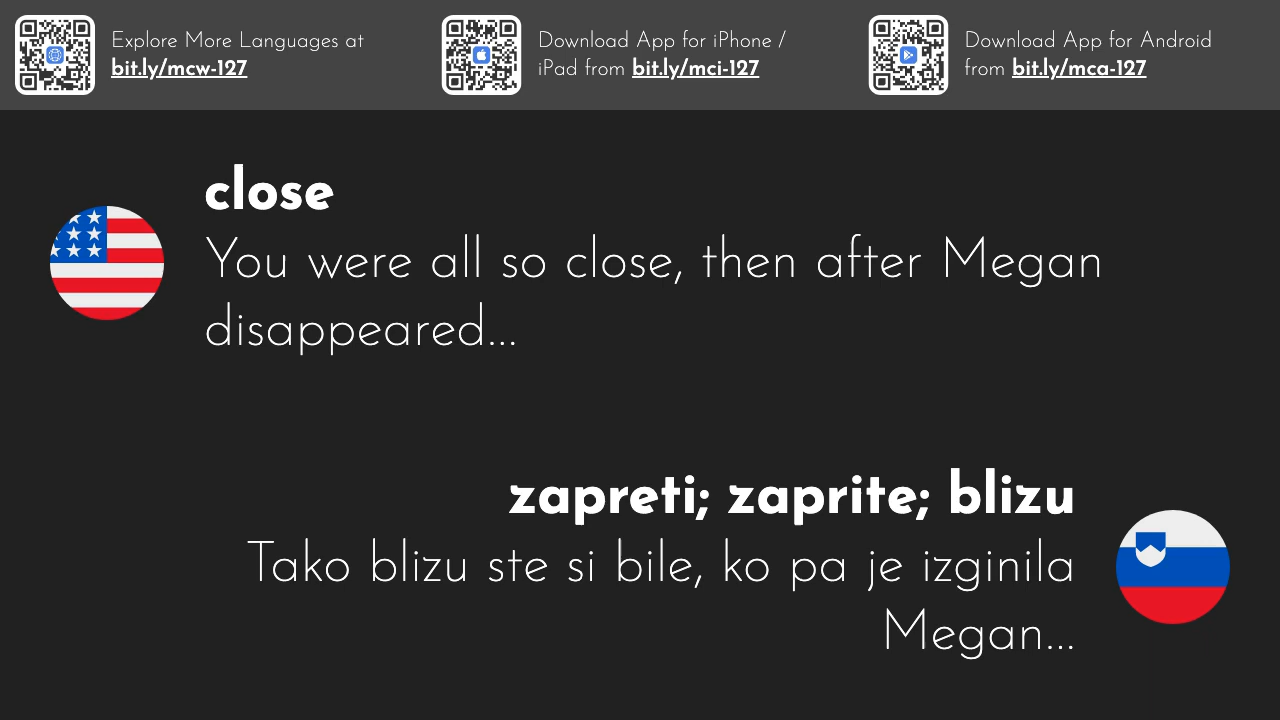 Explore More Languages at
bit.ly/mcw-127
Download App for iPhone /
iPad from bit.ly/mci-127
Download App for Android
from bit.ly/mca-127
close
You were all so close, then after Megan
disappeared...
zapreti; zaprite; blizu
Tako blizu ste si bile, ko pa je izginila
Megan...